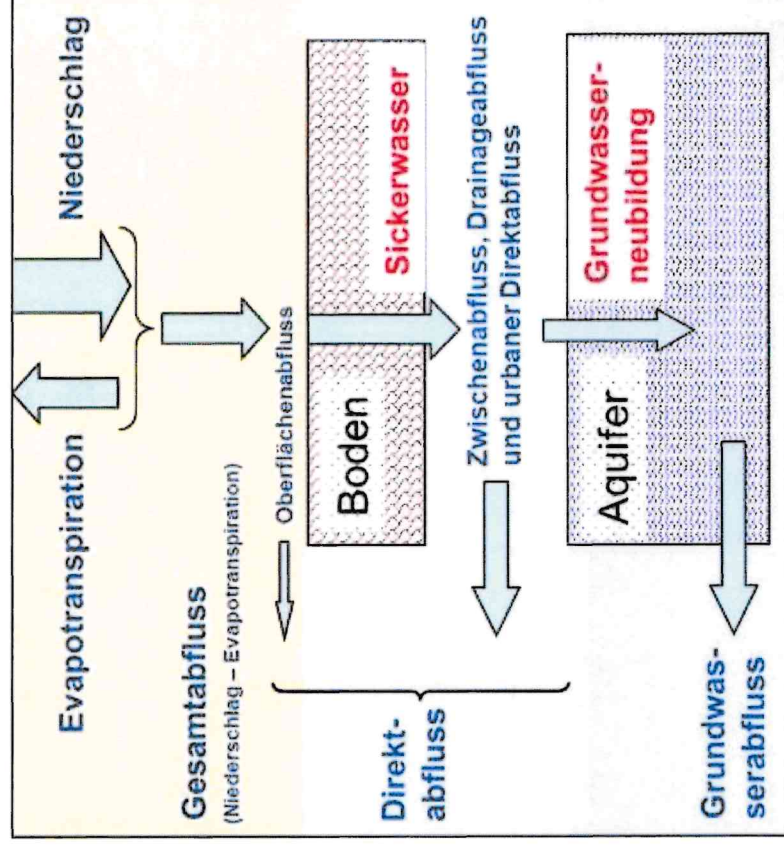 Evapotranspiration
Niederschlag
Gesamtabfluss
(Niederschlag – Evapotranspiration)
Oberflächenabfluss
Boden
Sickerwasser
Direkt-
abfluss
Zwischenabfluss, Drainageabfluss
und urbaner Direktabfluss
Aquifer
Grundwasser-
neubildung
Grundwas-
serabfluss